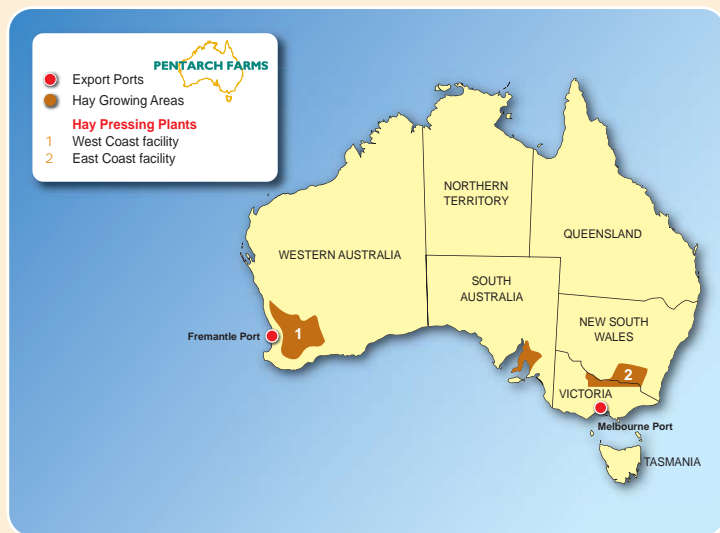 PENTARCH FARMS
Export Ports
Hay Growing Areas
Hay Pressing Plants
1 West Coast facility
2 East Coast facility
NORTHERN
TERRITORY
QUEENSLAND
WESTERN AUSTRALIA
SOUTH
AUSTRALIA
NEW SOUTH
WALES
Fremantle Port
1
2
VICTORIA
Melbourne Port
TASMANIA